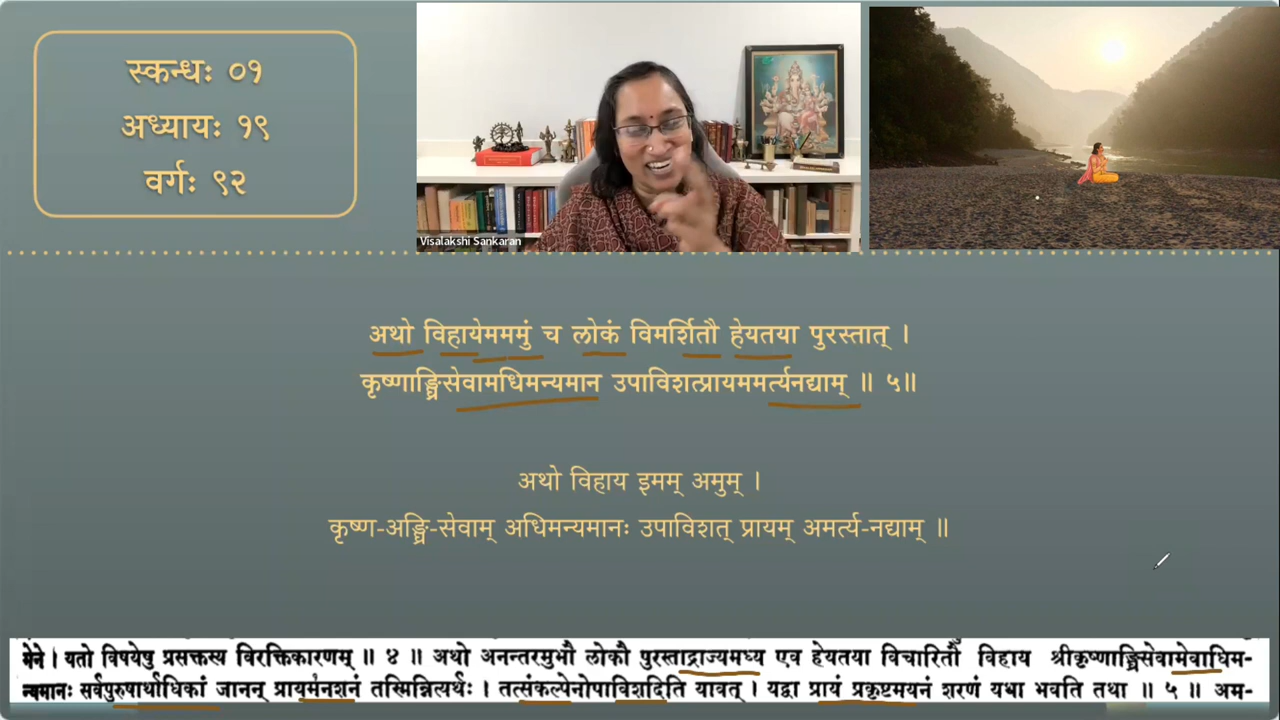 स्कन्धः ०१
अध्यायः १९
वर्गः ९२
Visalakshi Sankaran
अथो विहायेमममुं च लोकं विमर्शितौ हेयतया पुरस्तात् ।
कृष्णाङ्घ्रिसेवामधिमन्यमान उपाविशत्प्रायममर्त्यनद्याम् ॥ ५॥
अथो विहाय इमम् अमुम् ।
कृष्ण-अङ्घ्रि-सेवाम् अधिमन्यमानः उपाविशत् प्रायम् अमर्त्य-नद्याम् ॥
मेने । यतो विषयेषु प्रसक्तस्य विरक्तिकारणम् ॥ ४ ॥ अथो अनन्तरमुभौ लोकौ पुरस्ताद्राज्यमध्य एव हेयतया विचारितौ विहाय श्रीकृष्णाङ्घ्रिसेवामेवाधिम-
न्यमानः सर्वपुरुषार्थाधिकां जानन् प्रायमनशनं तस्मिन्नित्यर्थः । तत्संकल्पेनोपाविशदिति यावत् । यद्वा प्रायं प्रकृष्टमयनं शरणं यथा भवति तथा ॥ ५ ॥ अम-